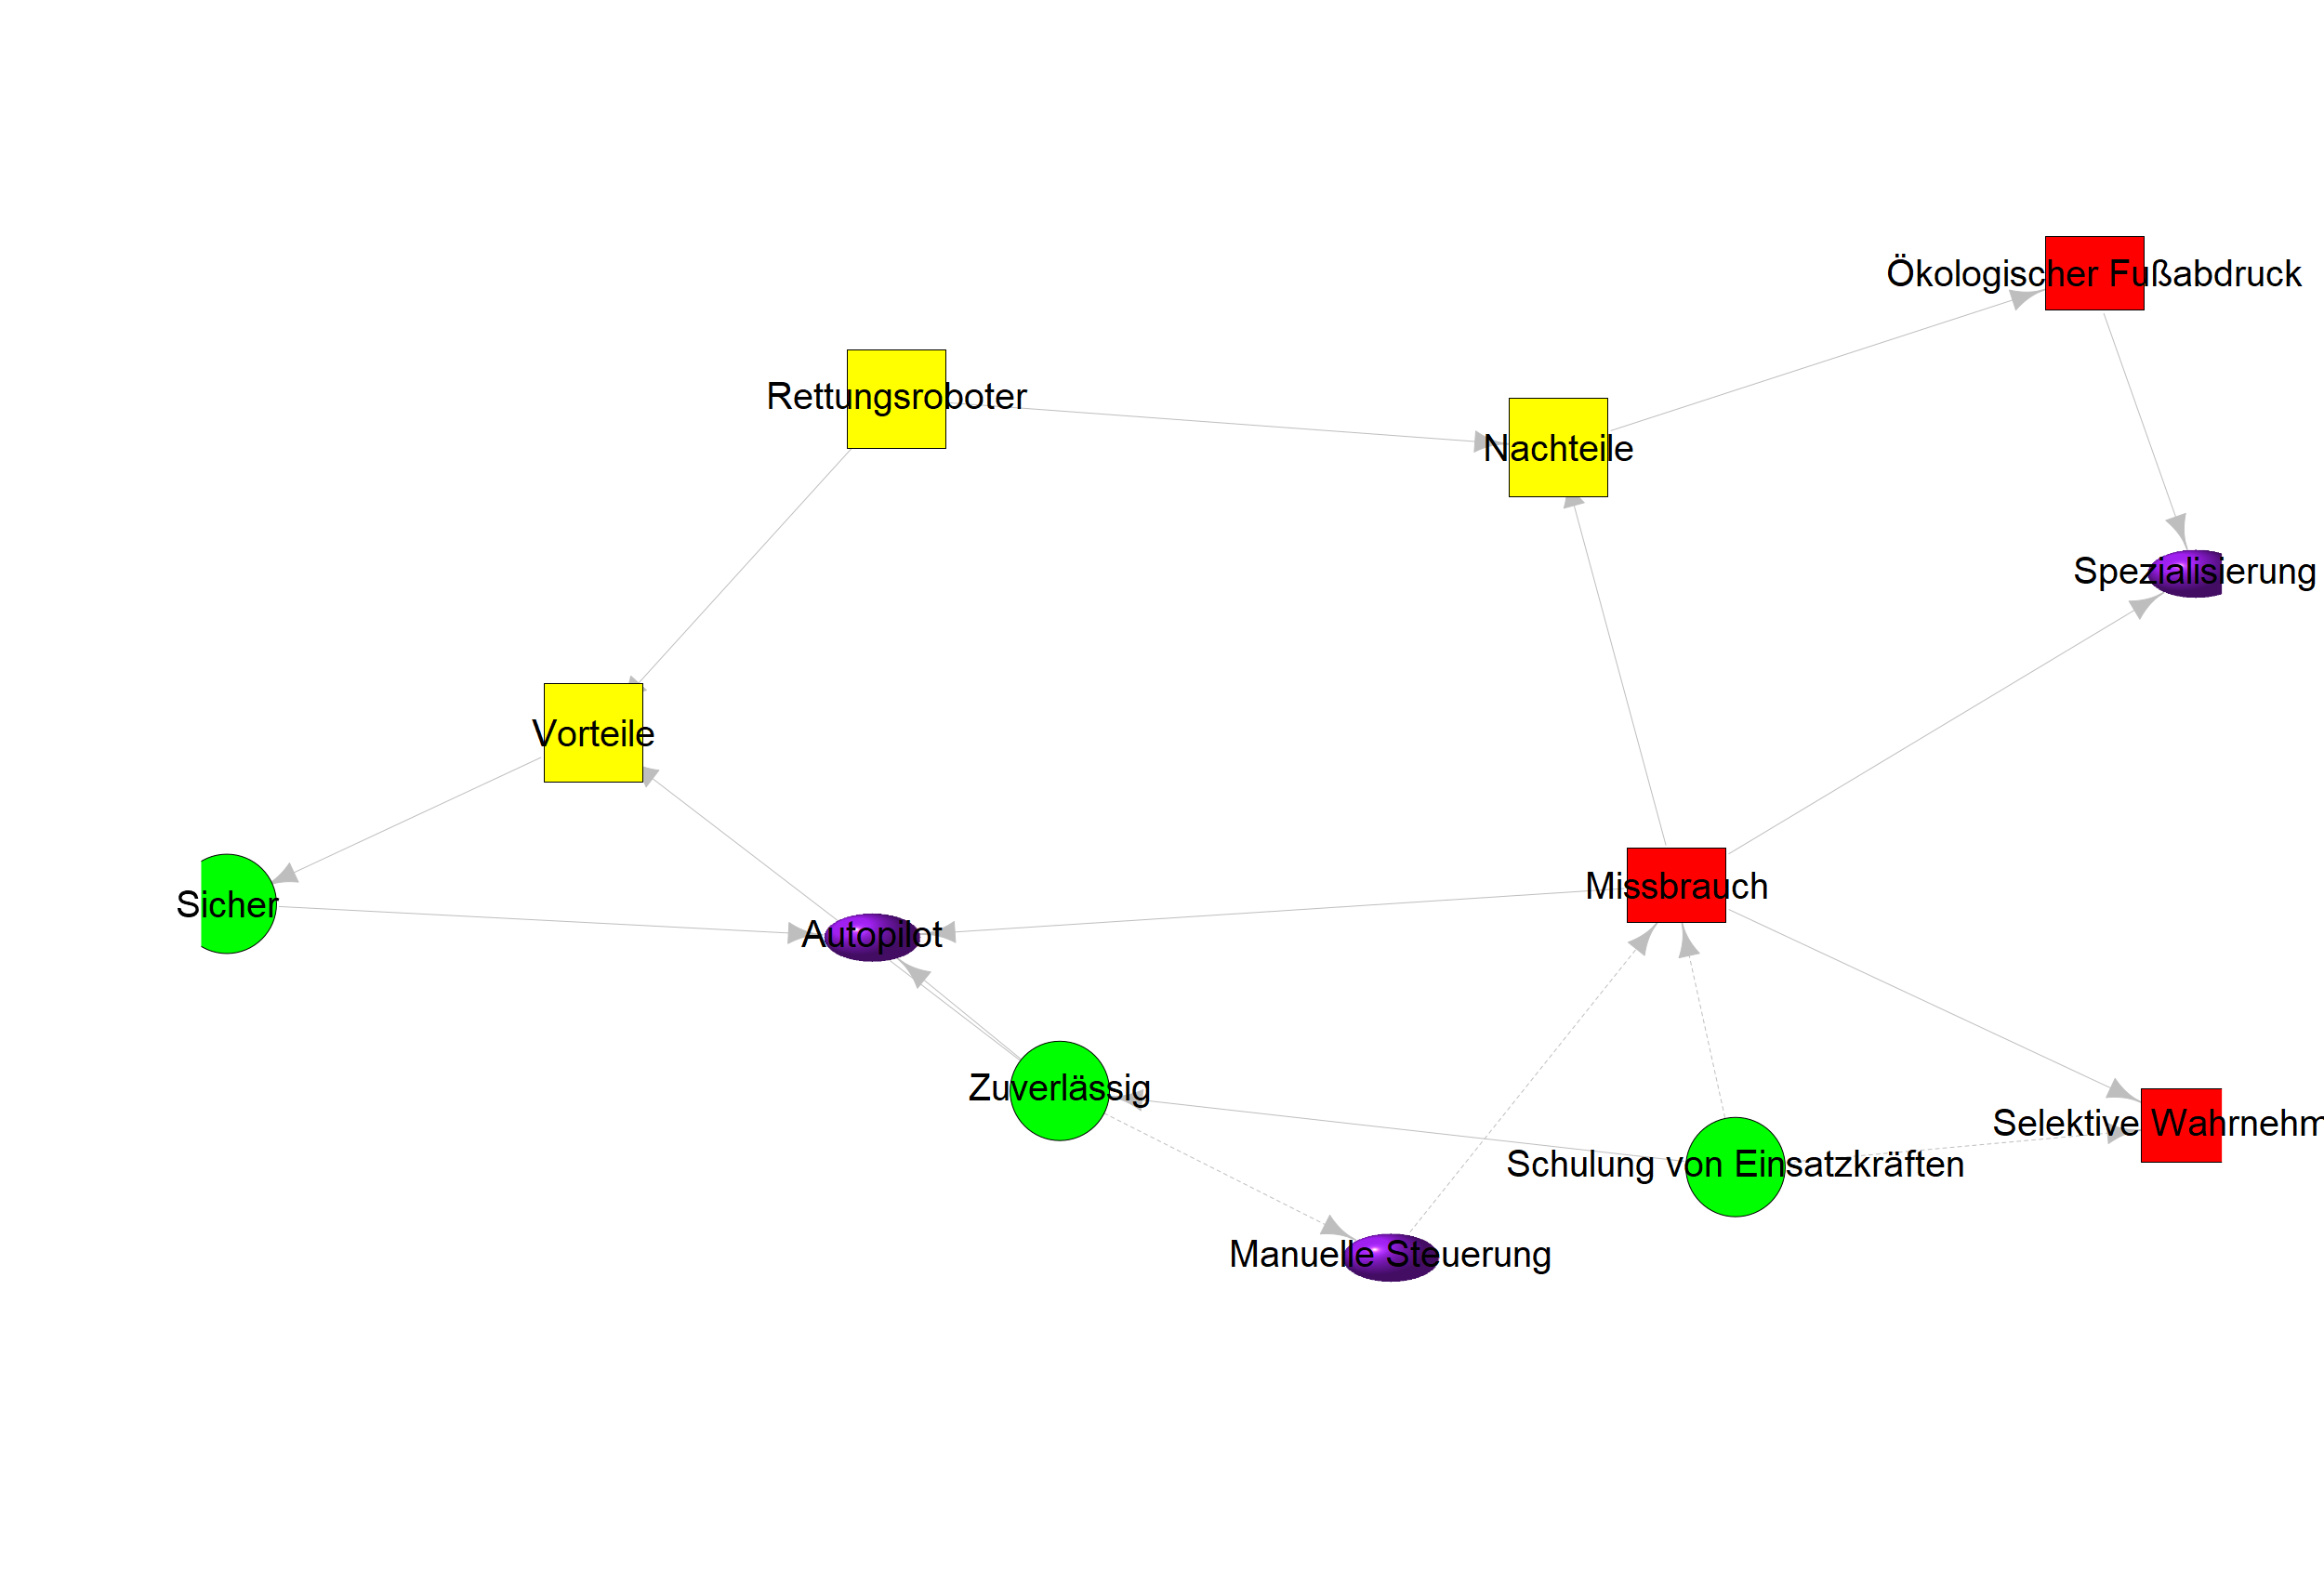 Ökologischer Fußabdruck
Rettungsroboter
Nachteile
Spezialisierung
Vorteile
Missbrauch
Sicher
Autopilot
Zuverlässig
Selektive Wahrnehm
Schulung von Einsatzkräften
Manuelle Steuerung